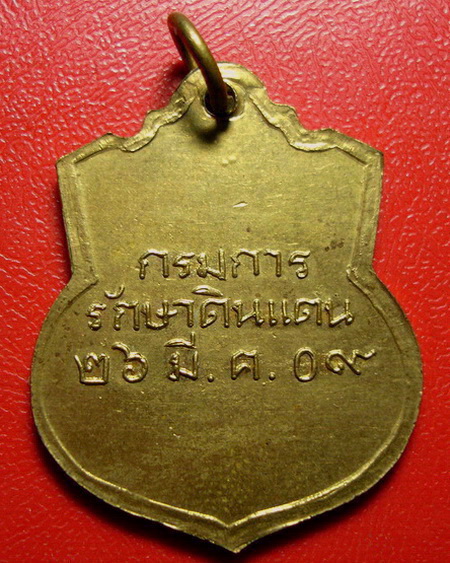 กรมการ
รักษาดินแดน
๒๖ มี. ค. ๐๙